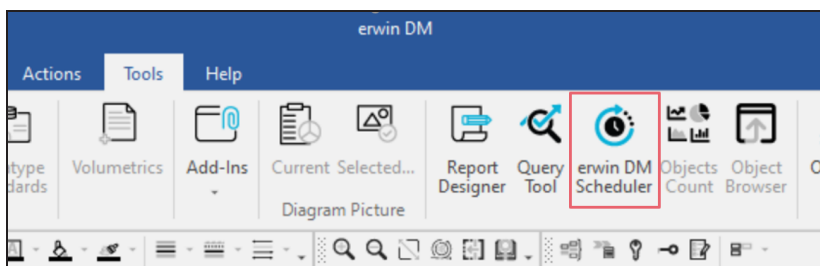 erwin DM
Actions Tools Help
Volumetrics Add-Ins Current Selected... Report Query erwin DM Objects Object
Designer Tool Scheduler Count Browser
Diagram Picture